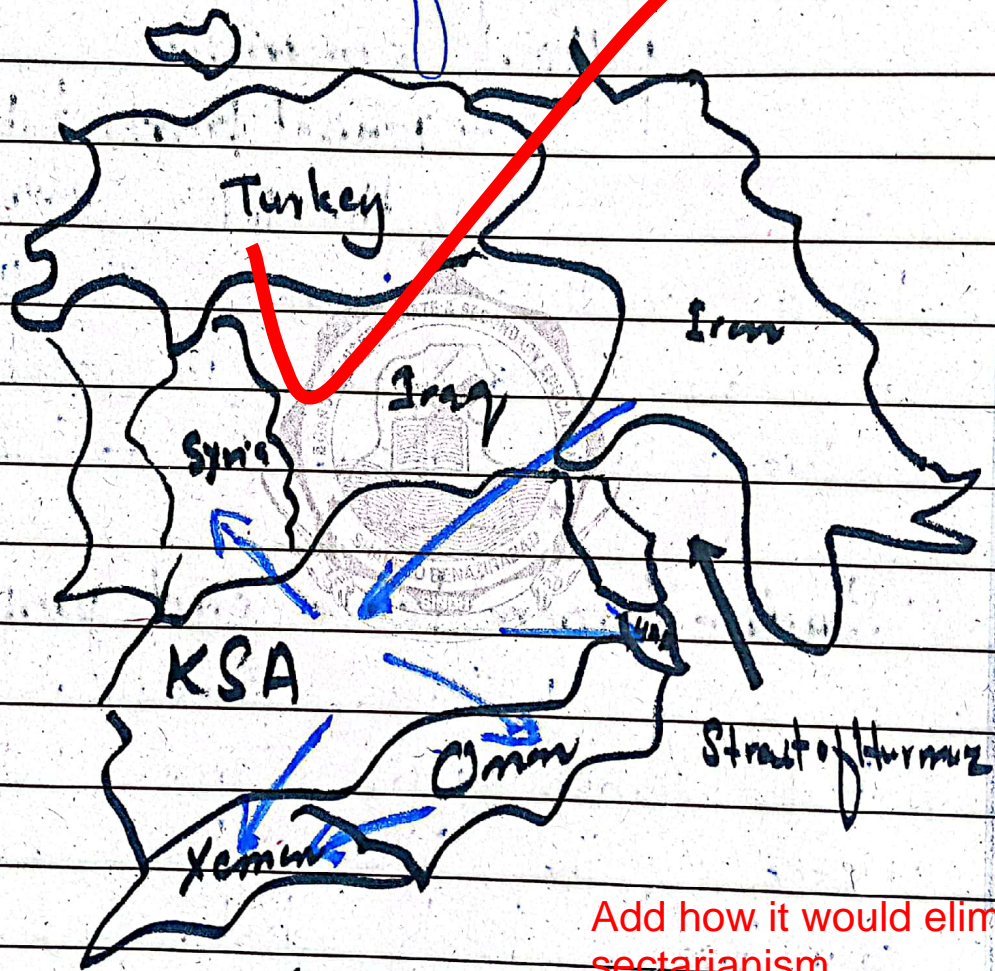 Turkey
Iran
Iraq
Syria
KSA
UAE
Oman
Strait of Hurmuz
Yemen
Add how it would elim
sectarianism